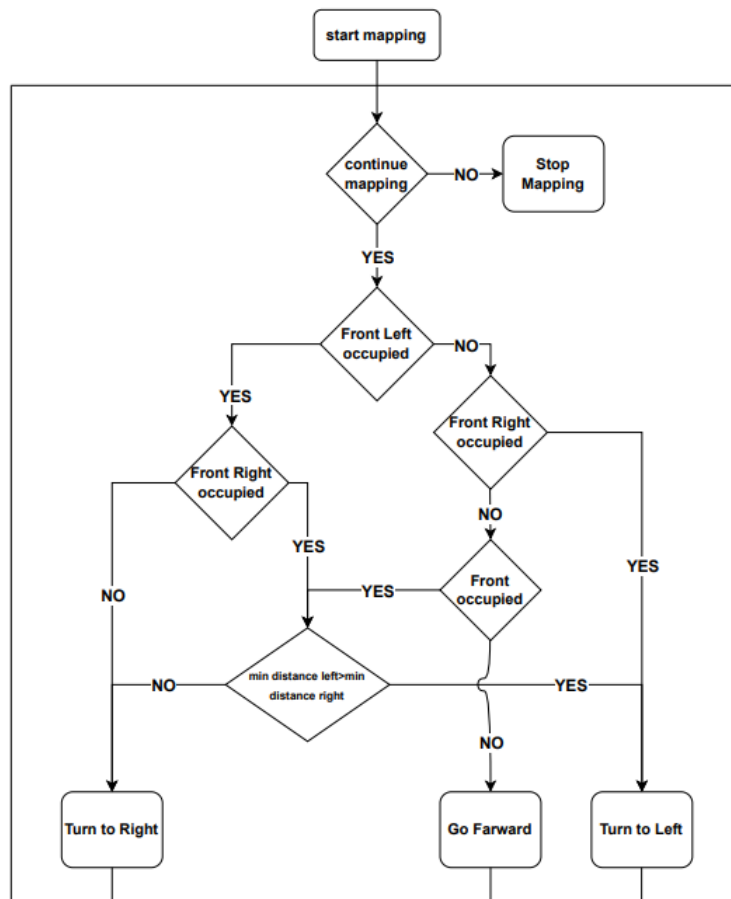 start mapping
continue
mapping
NO
Stop
Mapping
YES
Front Left
occupied
NO
YES
Front Right
occupied
Front Right
occupied
NO
YES
YES
NO
YES
Front
occupied
min distance left>min
distance right
NO
YES
NO
Turn to Right
Go Farward
Turn to Left